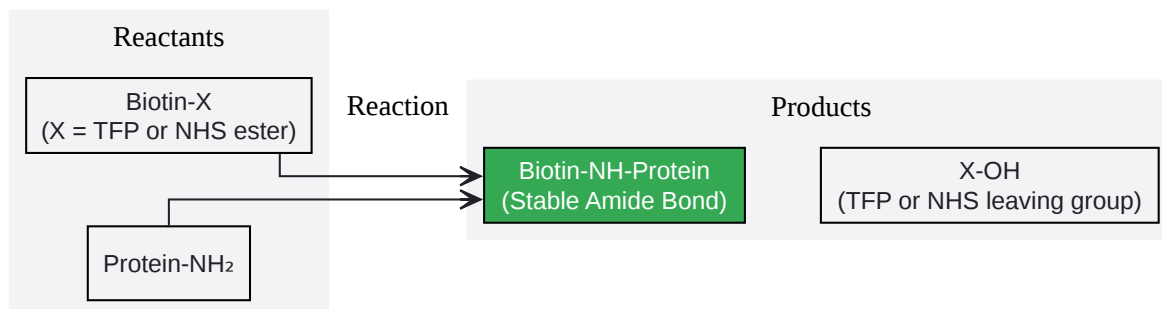 Reactants
Biotin-X
(X = TFP or NHS ester)
Protein-NH₂
Reaction
Products
Biotin-NH-Protein
(Stable Amide Bond)
X-OH
(TFP or NHS leaving group)